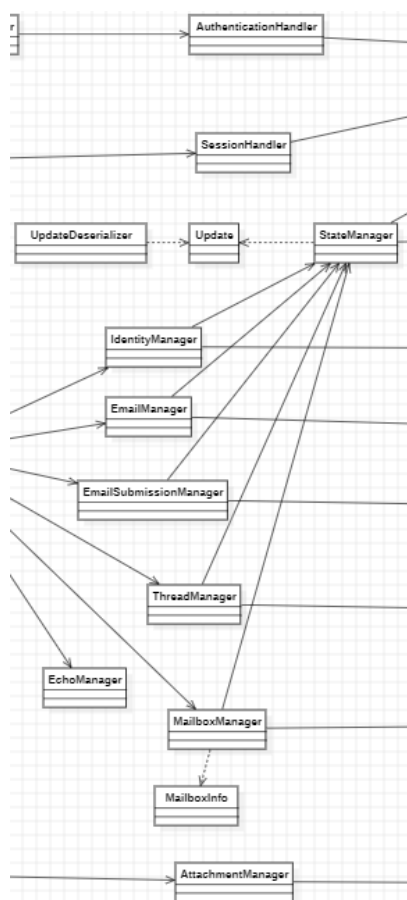 r
AuthenticationHandler
SessionHandler
UpdateDeserializer
Update
StateManager
IdentityManager
EmailManager
EmailSubmissionManager
ThreadManager
EchoManager
MailboxManager
MailboxInfo
AttachmentManager